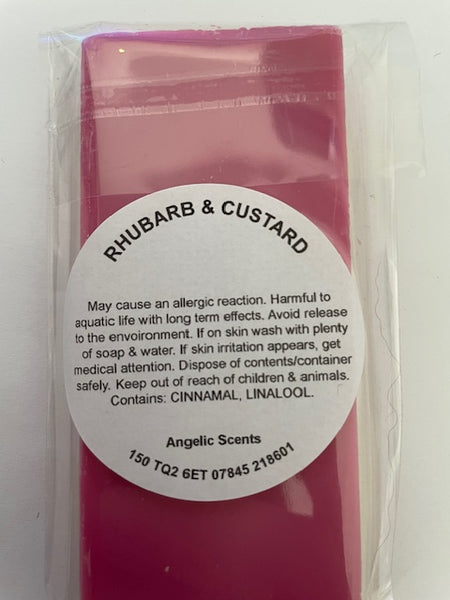 RHUBARB & CUSTARD
May cause an allergic reaction. Harmful to
aquatic life with long term effects. Avoid release
to the envoironment. If on skin wash with plenty
of soap & water. If skin irritation appears, get
medical attention. Dispose of contents/container
safely. Keep out of reach of children & animals.
Contains: CINNAMAL, LINALOOL.
Angelic Scents
150 TQ2 6ET 07845 218601